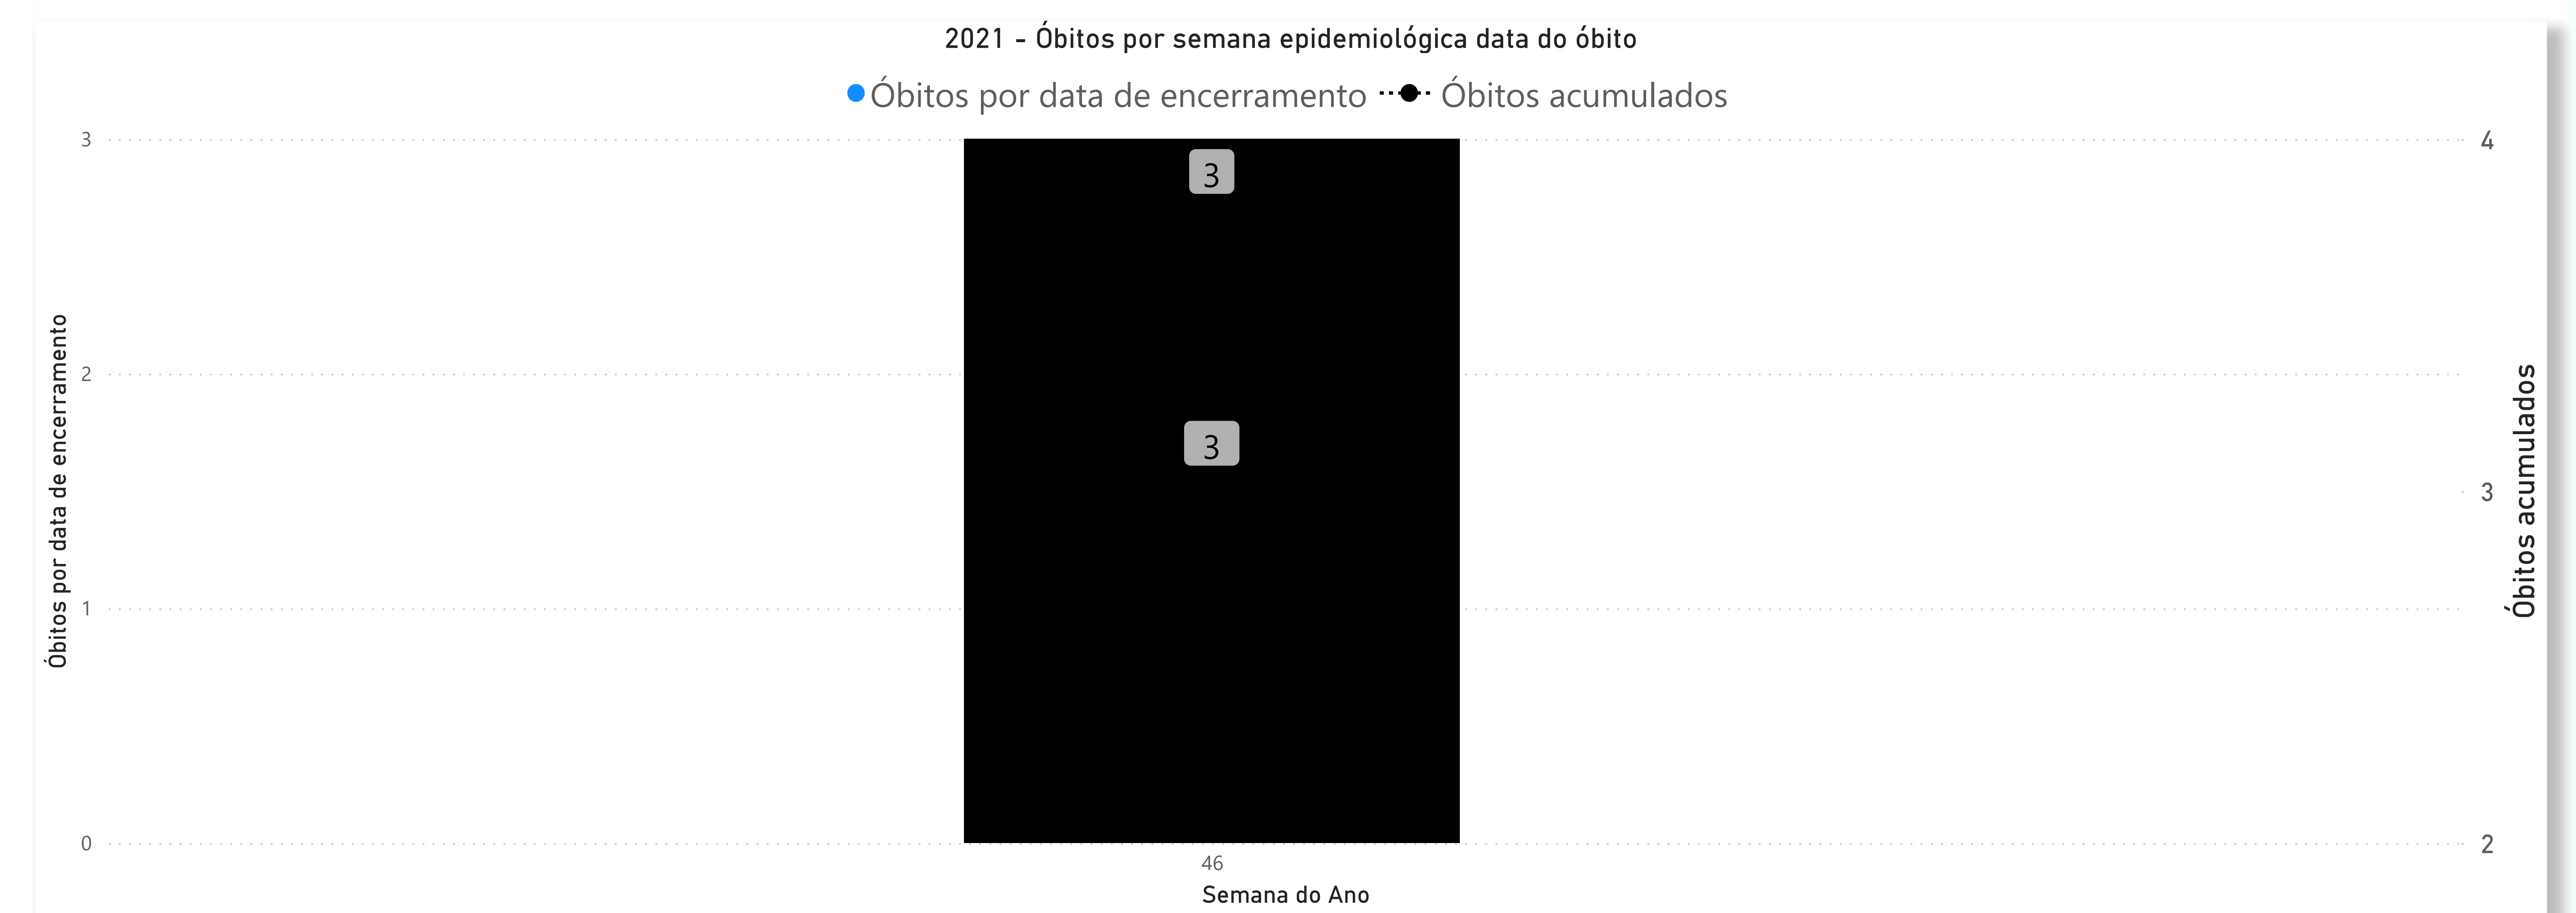 2021 - Óbitos por semana epidemiológica data do óbito
Óbitos por data de encerramento Óbitos acumulados
3
2
1
0
Óbitos por data de encerramento
3
3
4
3
2
Óbitos acumulados
46
Semana do Ano